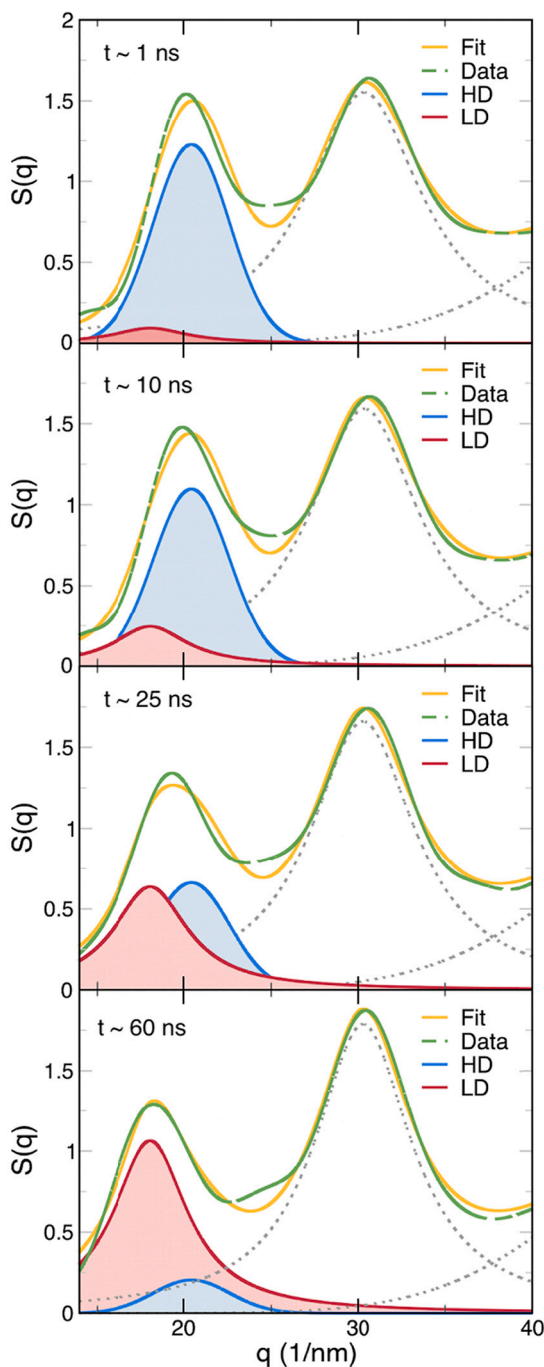 t ~ 1 ns
Fit
Data
HD
LD
S(q)
2
1.5
1
0.5
0
t ~ 10 ns
Fit
Data
HD
LD
S(q)
1.5
1
0.5
0
t ~ 25 ns
Fit
Data
HD
LD
S(q)
1.5
1
0.5
0
t ~ 60 ns
Fit
Data
HD
LD
S(q)
1.5
1
0.5
0
20
30
40
q (1/nm)